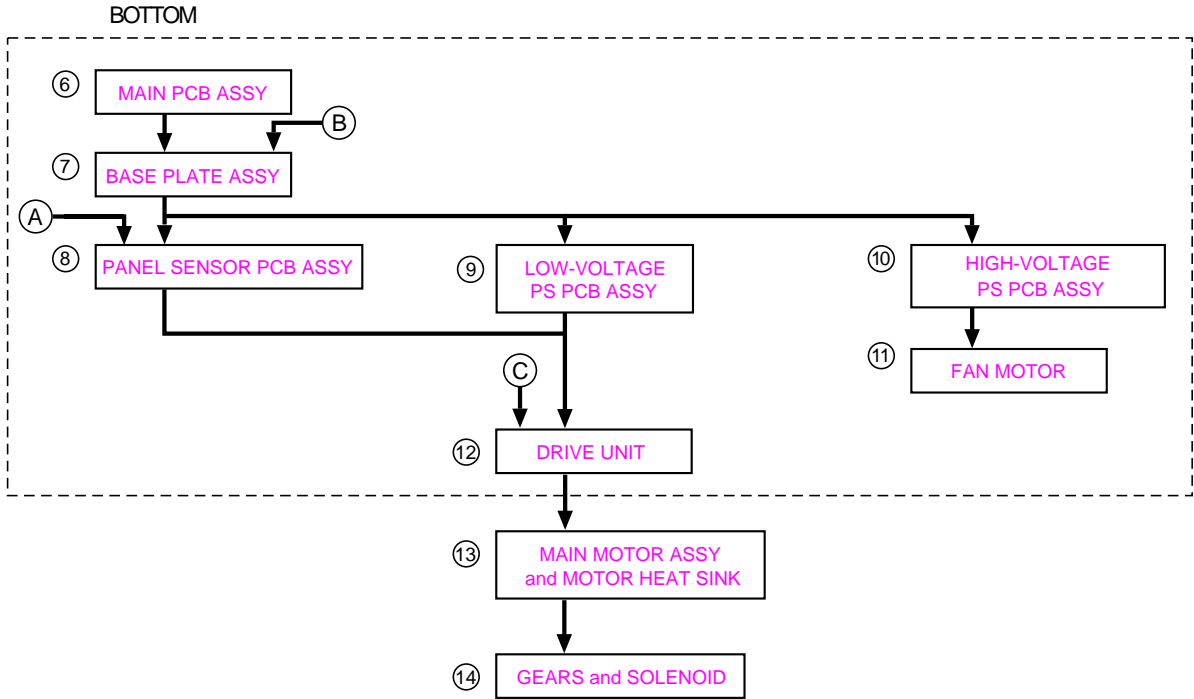 BOTTOM
⑥ MAIN PCB ASSY
B
⑦ BASE PLATE ASSY
A
⑧ PANEL SENSOR PCB ASSY
⑨ LOW-VOLTAGE
PS PCB ASSY
⑩ HIGH-VOLTAGE
PS PCB ASSY
⑪ FAN MOTOR
C
⑫ DRIVE UNIT
⑬ MAIN MOTOR ASSY
and MOTOR HEAT SINK
⑭ GEARS and SOLENOID